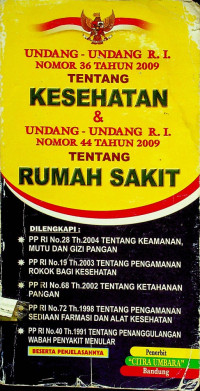 UNDANG - UNDANG R. I.
NOMOR 36 TAHUN 2009
TENTANG
KESEHATAN
&
UNDANG - UNDANG R. I.
NOMOR 44 TAHUN 2009
TENTANG
RUMAH SAKIT
DILENGKAPI :
PP RI No.28 Th.2004 TENTANG KEAMANAN,
MUTU DAN GIZI PANGAN
PP RI No.19 Th.2003 TENTANG PENGAMANAN
ROKOK BAGI KESEHATAN
PP RI No.68 Th.2002 TENTANG KETAHANAN
PANGAN
PP RI No.72 Th.1998 TENTANG PENGAMANAN
SEDIAAN FARMASI DAN ALAT KESEHATAN
PP RI No.40 Th.1991 TENTANG PENANGGULANGAN
WABAH PENYAKIT MENULAR
BESERTA PENJELASANNYA
Penerbit
"CITRA UMBARA"
Bandung